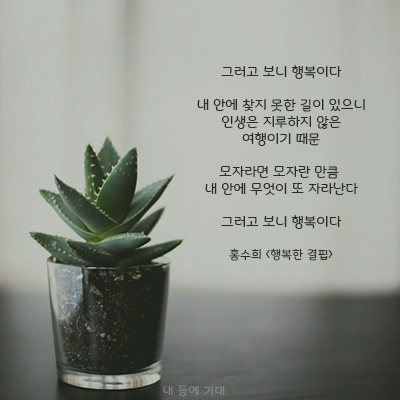 그러고 보니 행복이다
내 안에 찾지 못한 길이 있으니
인생은 지루하지 않은
여행이기 때문
모자라면 모자란 만큼
내 안에 무엇이 또 자라난다
그러고 보니 행복이다
홍수희 <행복한 결핍>
내 등에 기대